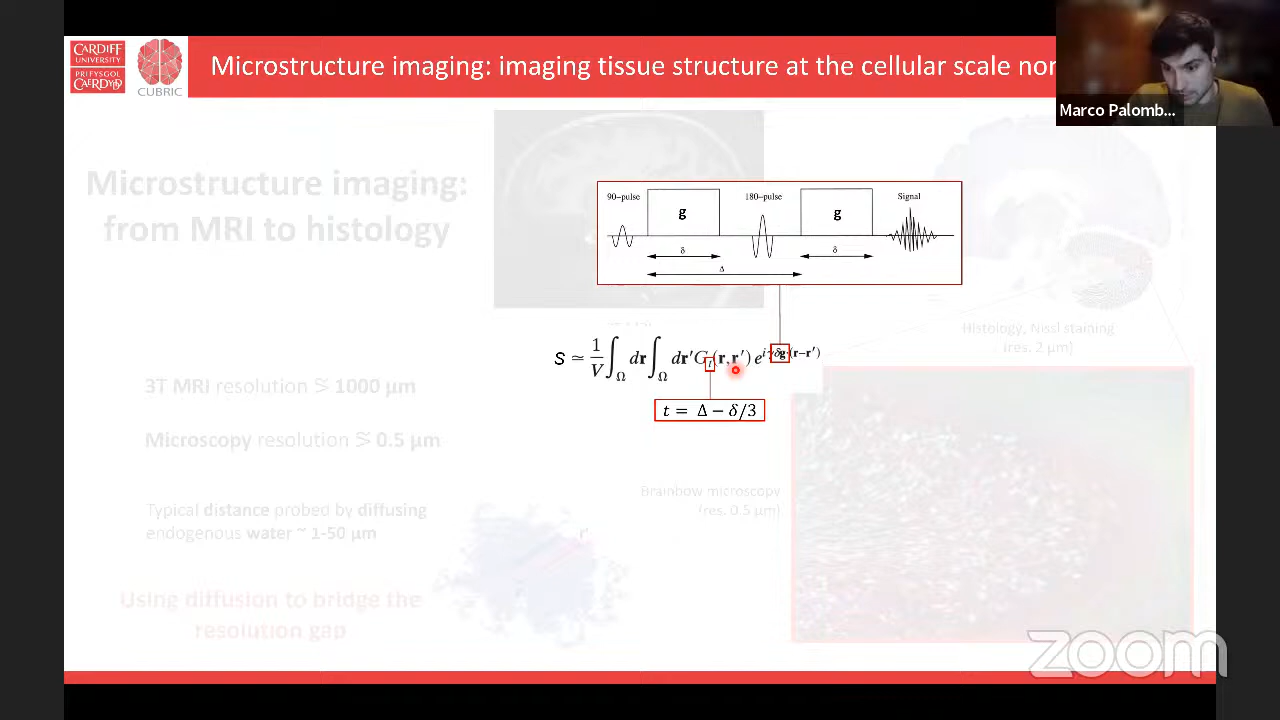 CARDIFF
UNIVERSITY
PRIFYSGOL
CAERDYDD
CUBRIC
Microstructure imaging: imaging tissue structure at the cellular scale non
Marco Palomb...
Microstructure imaging:
from MRI to histology
90-pulse
g
180-pulse
g
Signal
δ
δ
Δ
Histology, Nissl staining
(res. 2 μm)
S ≃ 1/V ∫Ω dr ∫Ω dr′ G_t(r,r′) e^{iγδg(r−r′)}
t = Δ − δ/3
3T MRI resolution ⪞ 1000 μm
Microscopy resolution ⪞ 0.5 μm
Brainbow microscopy
(res. 0.5 μm)
Typical distance probed by diffusing
endogenous water ~ 1-50 μm
r′
Using diffusion to bridge the
resolution gap
zoom